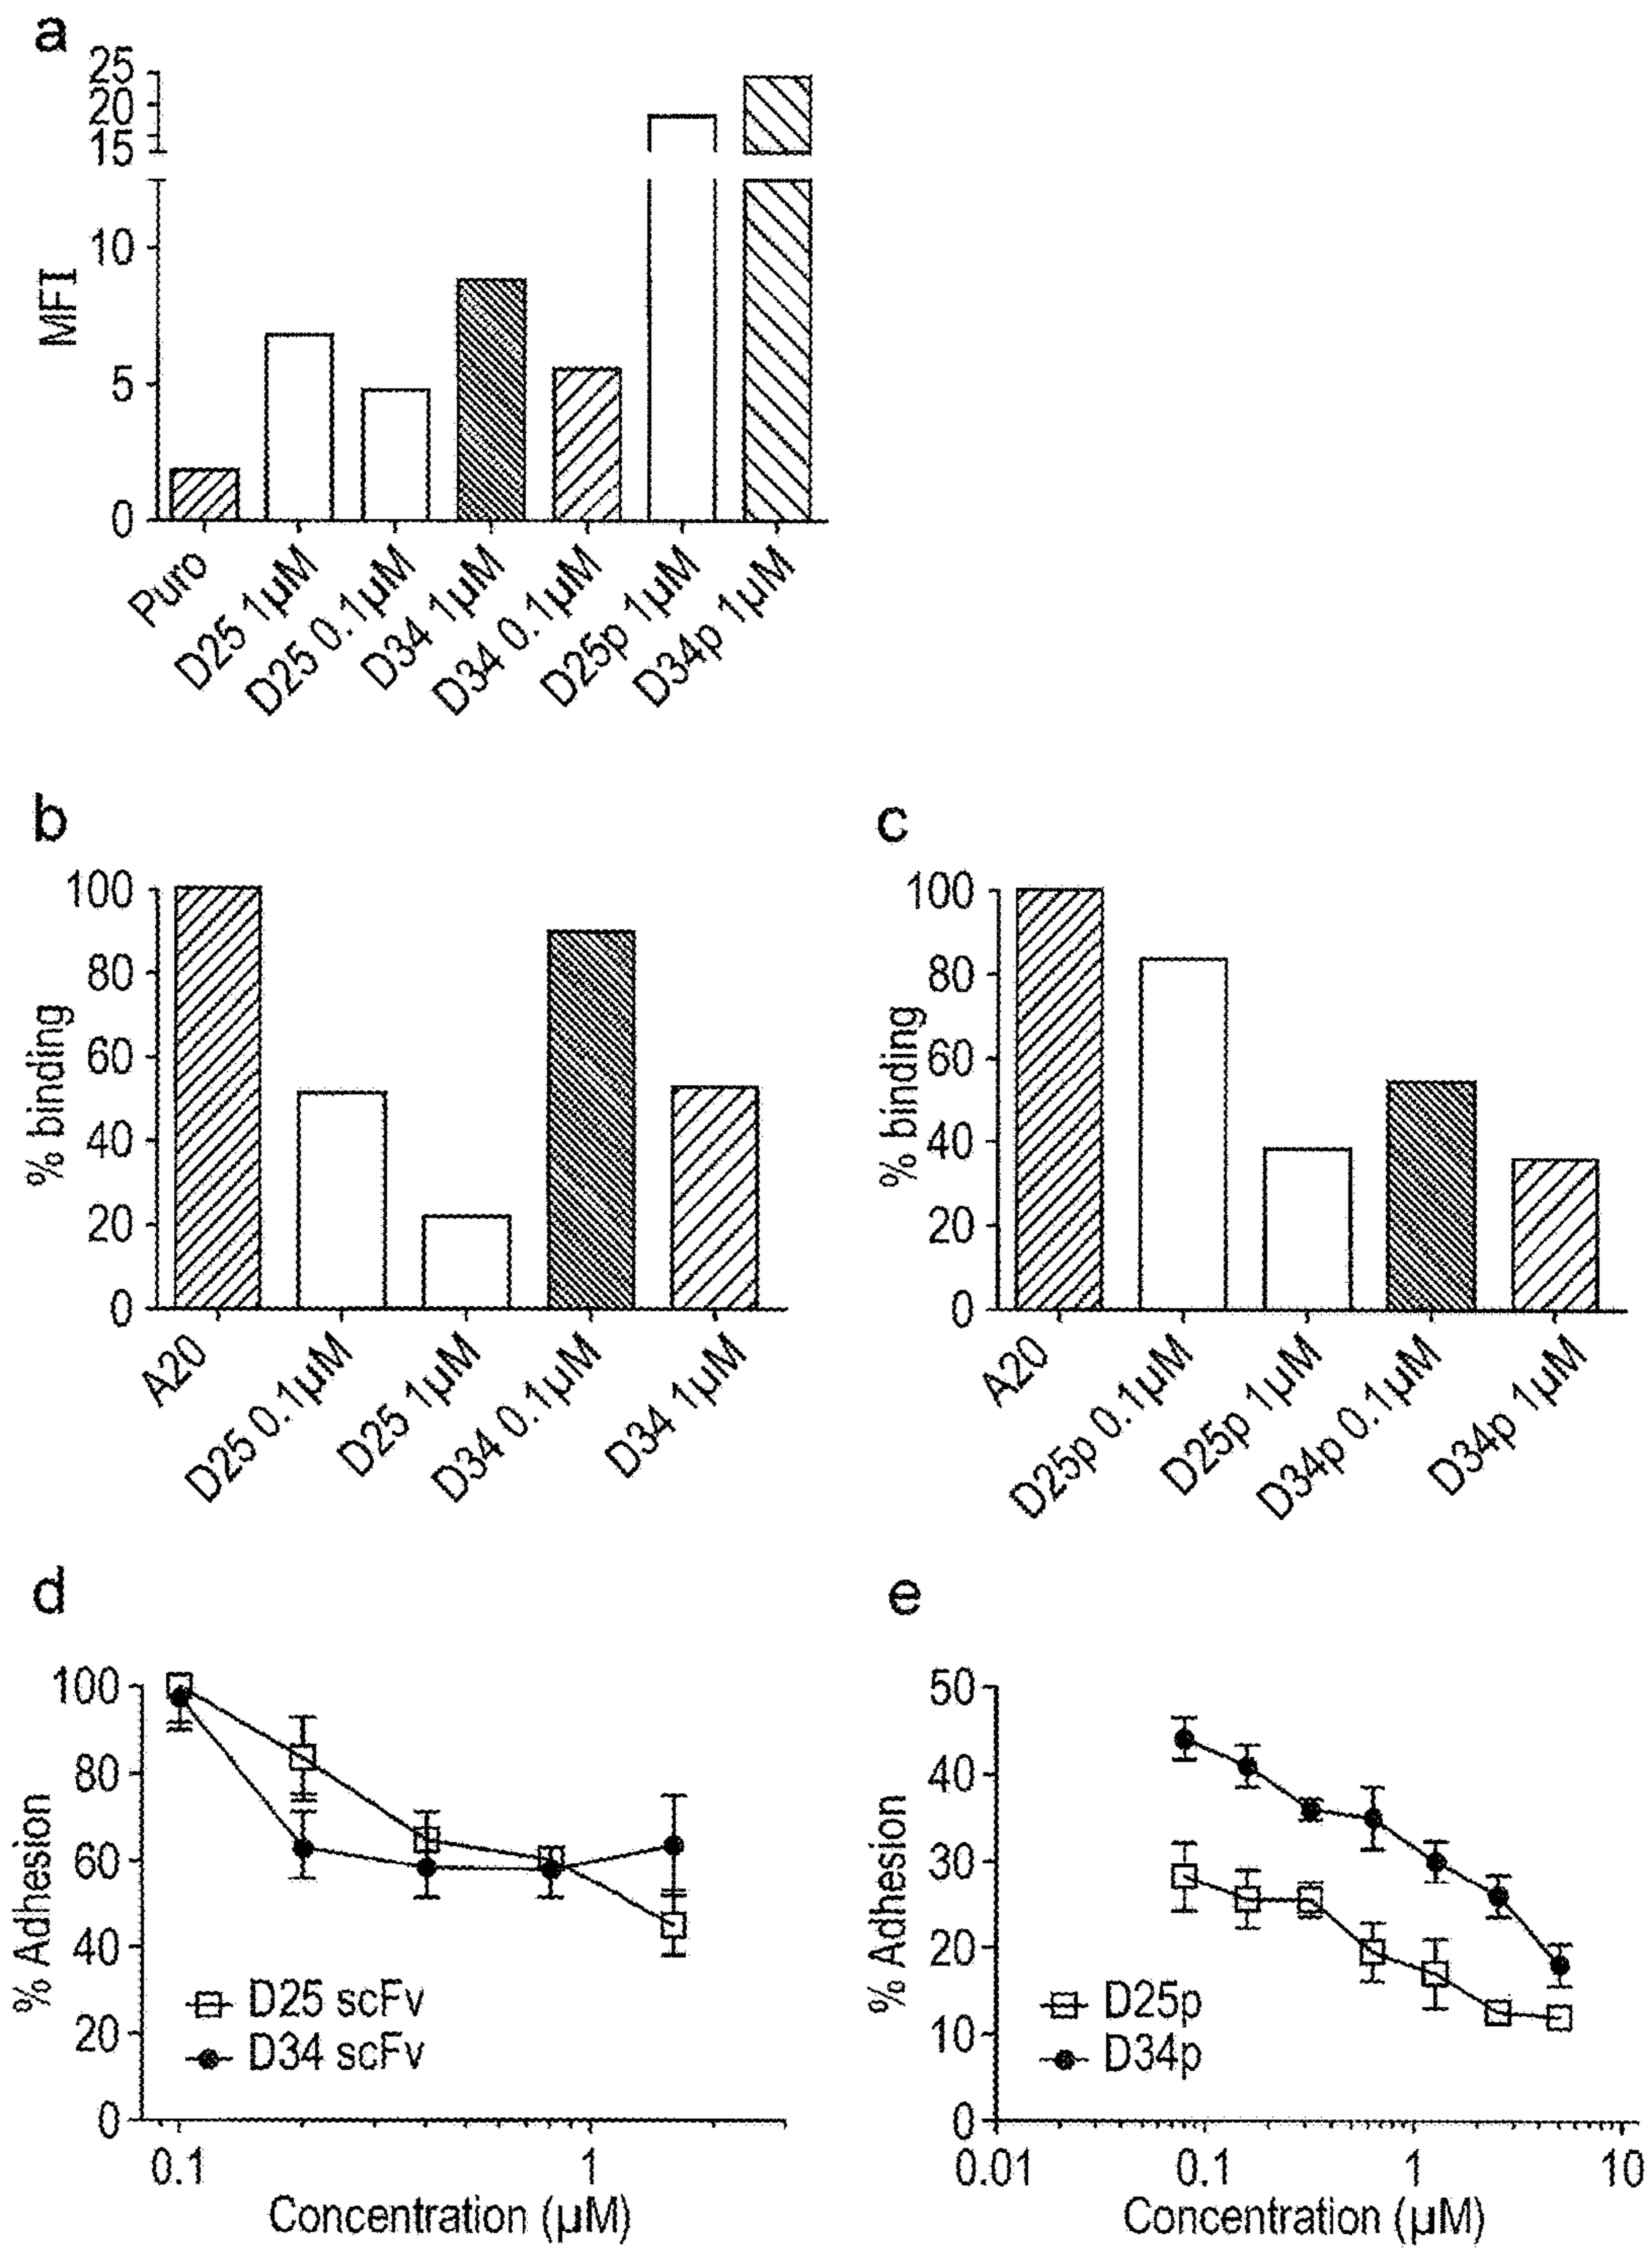 a
25
20
15
10
5
0
MFI
Puro
D25 1µM
D25 0.1µM
D34 1µM
D34 0.1µM
D25p 1µM
D34p 1µM
b
100
80
60
40
20
0
% binding
A20
D25 0.1µM
D25 1µM
D34 0.1µM
D34 1µM
c
100
80
60
40
20
0
% binding
A20
D25p 0.1µM
D25p 1µM
D34p 0.1µM
D34p 1µM
d
100
80
60
40
20
0
% Adhesion
D25 scFv
D34 scFv
0.1
1
Concentration (µM)
e
50
40
30
20
10
0
% Adhesion
D25p
D34p
0.01
0.1
1
10
Concentration (µM)